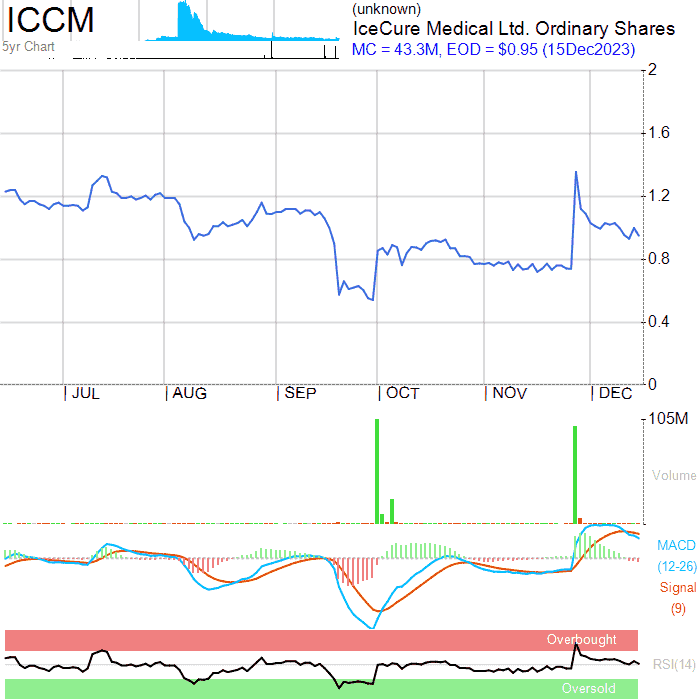 ICCM
5yr Chart
(unknown)
IceCure Medical Ltd. Ordinary Shares
MC = 43.3M, EOD = $0.95 (15Dec2023)
2
1.6
1.2
0.8
0.4
0
JUL AUG SEP OCT NOV DEC
105M
Volume
MACD
(12-26)
Signal
(9)
Overbought
RSI(14)
Oversold